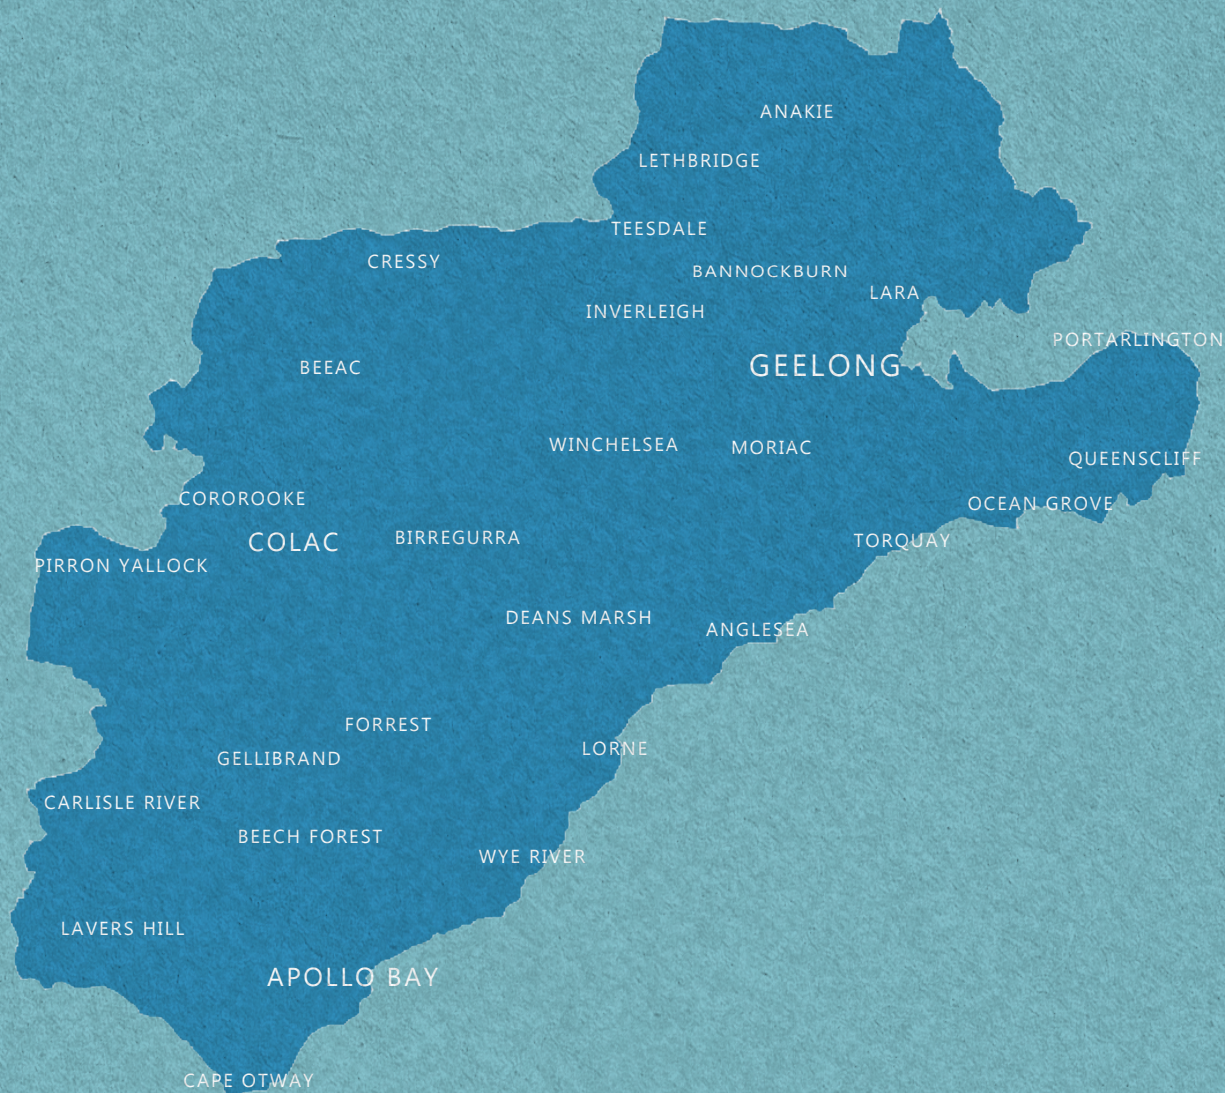 ANAKIE
LETHBRIDGE
TEESDALE
CRESSY
BANNOCKBURN
LARA
INVERLEIGH
PORTARLINGTON
GEELONG
BEEAC
WINCHELSEA
MORIAC
QUEENSCLIFF
COROROOKE
OCEAN GROVE
COLAC
BIRREGURRA
TORQUAY
PIRRON YALLOCK
DEANS MARSH
ANGLESEA
FORREST
LORNE
GELLIBRAND
CARLISLE RIVER
BEECH FOREST
WYE RIVER
LAVERS HILL
APOLLO BAY
CAPE OTWAY